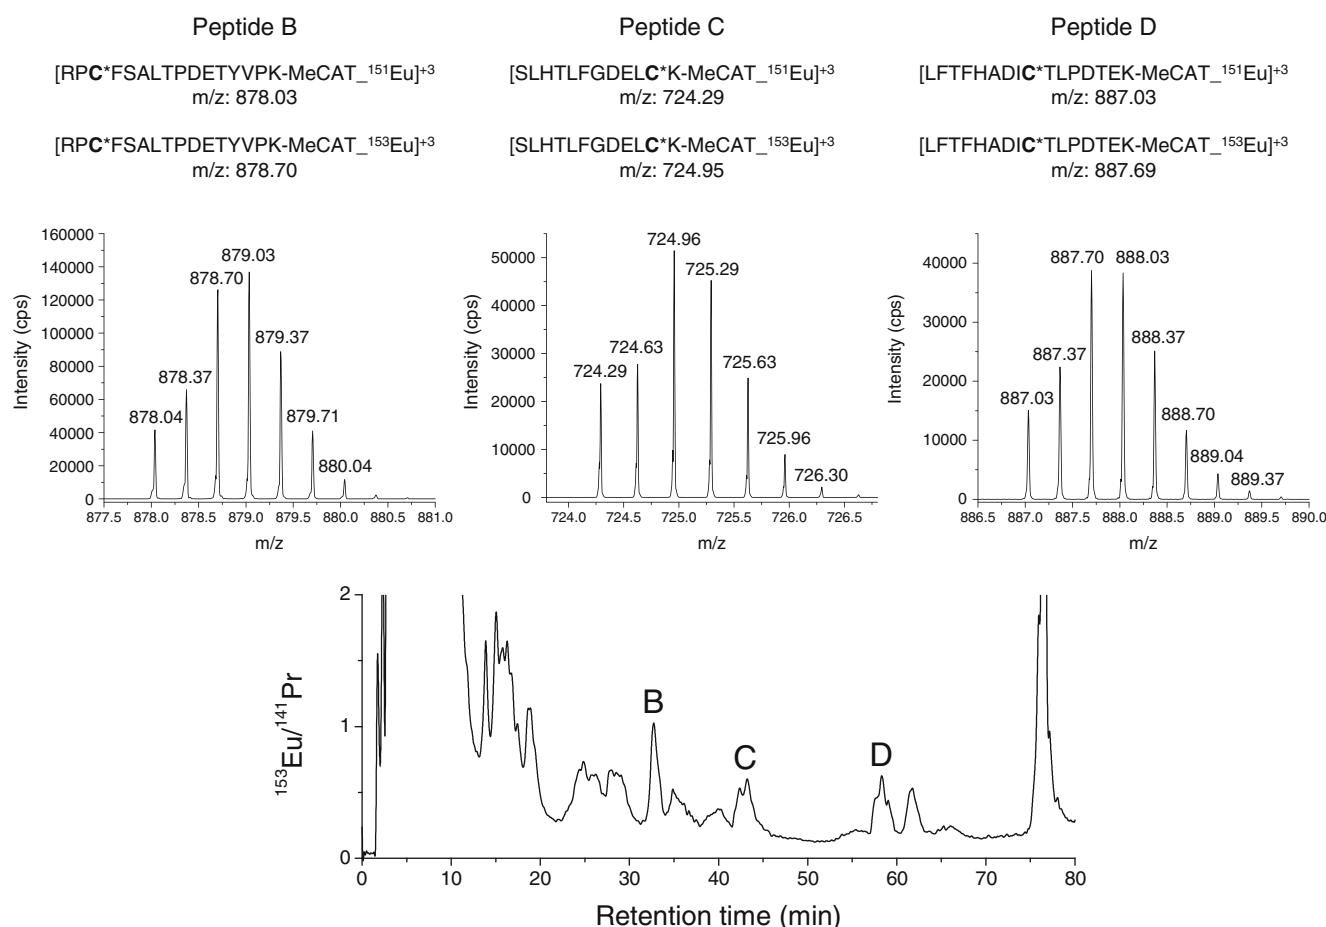 Peptide B
[RPC*FSALTPDETYVPK-MeCAT_¹⁵¹Eu]⁺³
m/z: 878.03
[RPC*FSALTPDETYVPK-MeCAT_¹⁵³Eu]⁺³
m/z: 878.70
Peptide C
[SLHTLFGDELC*K-MeCAT_¹⁵¹Eu]⁺³
m/z: 724.29
[SLHTLFGDELC*K-MeCAT_¹⁵³Eu]⁺³
m/z: 724.95
Peptide D
[LFTFHADIC*TLPDTEK-MeCAT_¹⁵¹Eu]⁺³
m/z: 887.03
[LFTFHADIC*TLPDTEK-MeCAT_¹⁵³Eu]⁺³
m/z: 887.69
Intensity (cps)
160000
140000
120000
100000
80000
60000
40000
20000
0
878.04
878.37
878.70
879.03
879.37
879.71
880.04
877.5 878.0 878.5 879.0 879.5 880.0 880.5 881.0
m/z
Intensity (cps)
50000
40000
30000
20000
10000
0
724.29
724.63
724.96
725.29
725.63
725.96
726.30
724.0 724.5 725.0 725.5 726.0 726.5
m/z
Intensity (cps)
40000
30000
20000
10000
0
887.03
887.37
887.70
888.03
888.37
888.70
889.04
889.37
886.5 887.0 887.5 888.0 888.5 889.0 889.5 890.0
m/z
¹⁵³Eu/¹⁴¹Pr
2
1
0
B
C
D
0 10 20 30 40 50 60 70 80
Retention time (min)